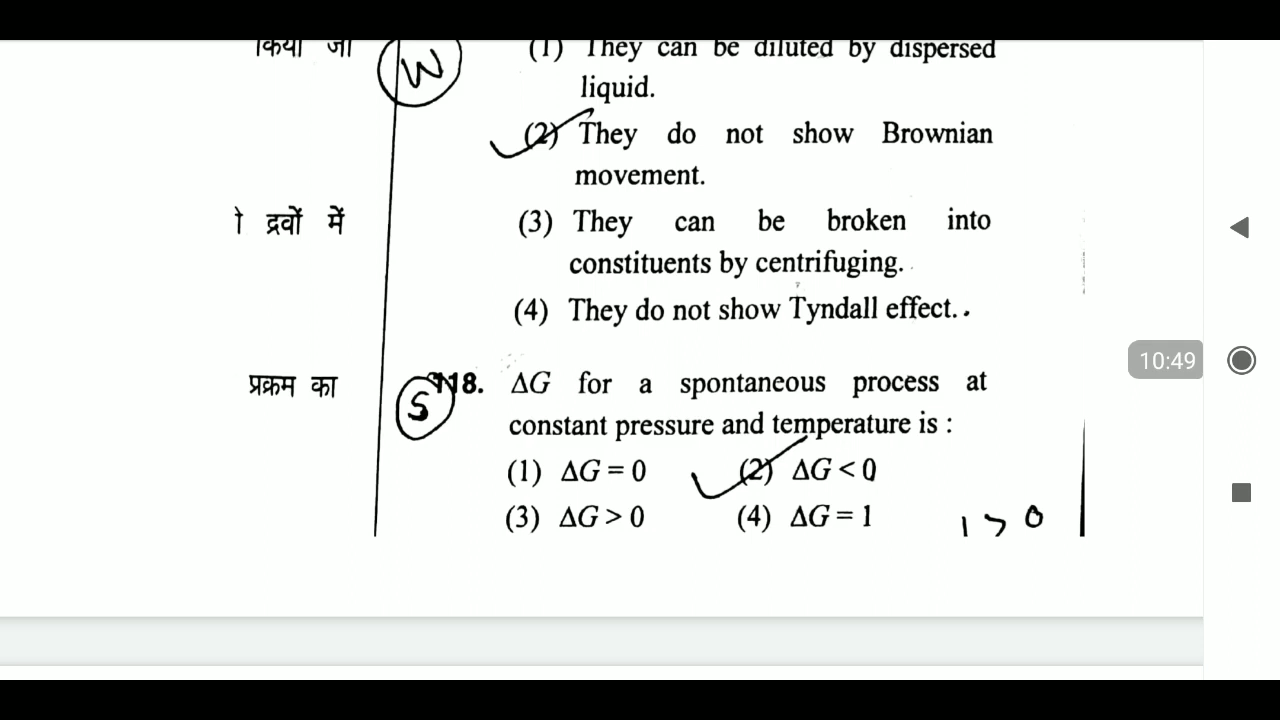 किया जा
W
(1) They can be diluted by dispersed
liquid.
(2) They do not show Brownian
movement.
ो द्रवों में
(3) They can be broken into
constituents by centrifuging.
(4) They do not show Tyndall effect.
प्रक्रम का
S
118. ΔG for a spontaneous process at
constant pressure and temperature is :
(1) ΔG = 0
(2) ΔG < 0
(3) ΔG > 0
(4) ΔG = 1
1 > 0
10:49